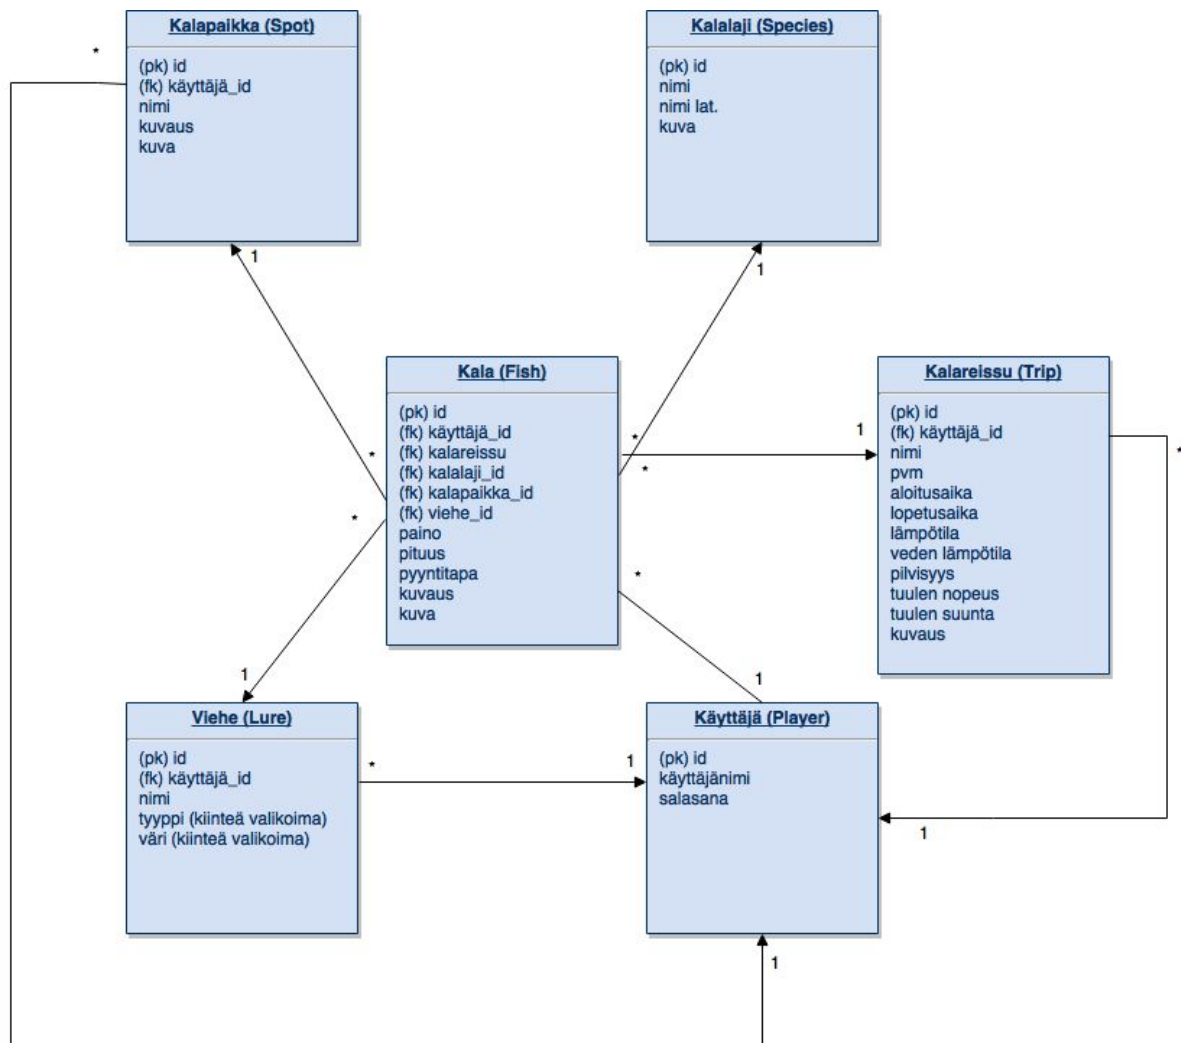 Kalapaikka (Spot)
(pk) id
(fk) käyttäjä_id
nimi
kuvaus
kuva
*
1
Kalalaji (Species)
(pk) id
nimi
nimi lat.
kuva
1
Kala (Fish)
(pk) id
(fk) käyttäjä_id
(fk) kalareissu
(fk) kalalaji_id
(fk) kalapaikka_id
(fk) viehe_id
paino
pituus
pyyntitapa
kuvaus
kuva
*
*
*
*
*
1
Kalareissu (Trip)
(pk) id
(fk) käyttäjä_id
nimi
pvm
aloitusaika
lopetusaika
lämpötila
veden lämpötila
pilvisyys
tuulen nopeus
tuulen suunta
kuvaus
*
1
1
Viehe (Lure)
(pk) id
(fk) käyttäjä_id
nimi
tyyppi (kiinteä valikoima)
väri (kiinteä valikoima)
*
1
Käyttäjä (Player)
(pk) id
käyttäjänimi
salasana
1
1